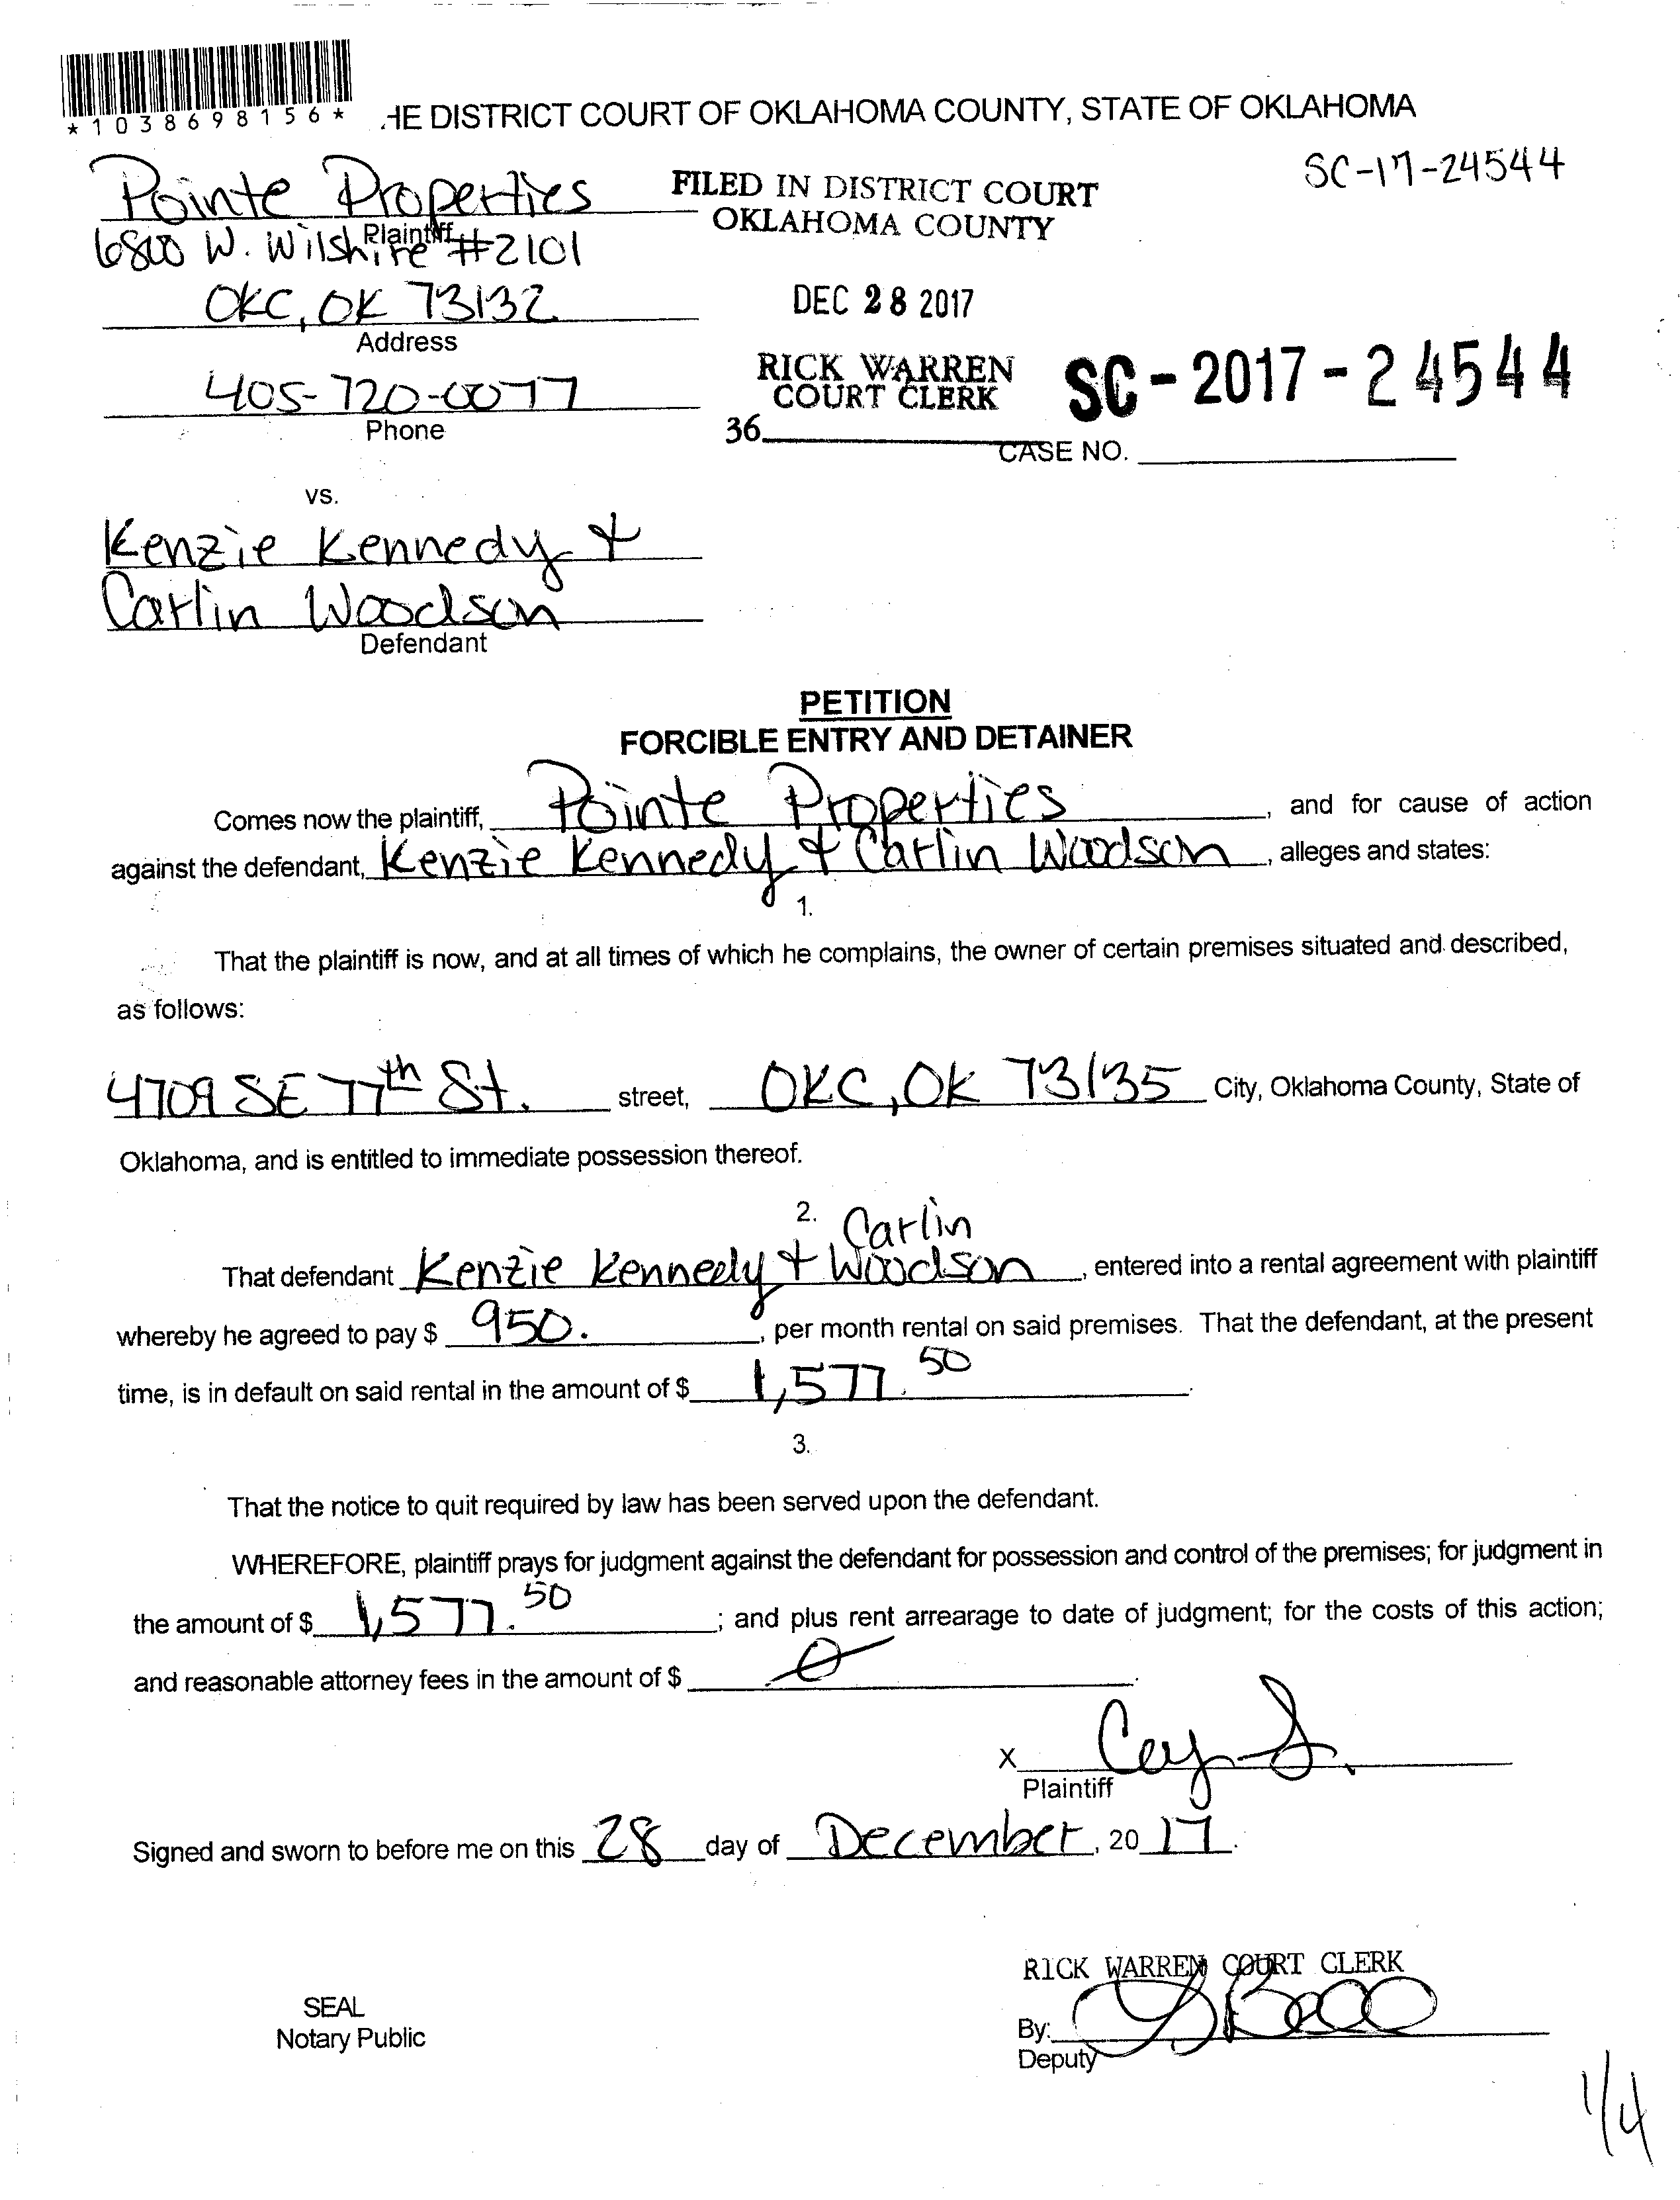 *1038698156*
HE DISTRICT COURT OF OKLAHOMA COUNTY, STATE OF OKLAHOMA
SC-17-24544
Pointe Properties
Plaintiff
FILED IN DISTRICT COURT
OKLAHOMA COUNTY
6800 W. Wilshire #2101
OKC, OK 73132
Address
DEC 28 2017
405-720-0077
Phone
RICK WARREN
COURT CLERK
SC-2017-24544
36
CASE NO.
vs.
Kenzie Kennedy &
Carlin Woodson
Defendant
PETITION
FORCIBLE ENTRY AND DETAINER
Comes now the plaintiff, Pointe Properties, and for cause of action
against the defendant, Kenzie Kennedy & Carlin Woodson, alleges and states:
1.
That the plaintiff is now, and at all times of which he complains, the owner of certain premises situated and described,
as follows:
4709 SE 77th St. street, OKC, OK 73135 City, Oklahoma County, State of
Oklahoma, and is entitled to immediate possession thereof.
2.
Carlin
That defendant Kenzie Kennedy & Woodson, entered into a rental agreement with plaintiff
whereby he agreed to pay $ 950., per month rental on said premises. That the defendant, at the present
time, is in default on said rental in the amount of $ 1,577.50.
3.
That the notice to quit required by law has been served upon the defendant.
WHEREFORE, plaintiff prays for judgment against the defendant for possession and control of the premises; for judgment in
the amount of $ 1,577.50; and plus rent arrearage to date of judgment; for the costs of this action;
and reasonable attorney fees in the amount of $ 0.
X
Plaintiff
Signed and sworn to before me on this 28 day of December, 2017.
RICK WARREN COURT CLERK
SEAL
Notary Public
By:
Deputy
1/4